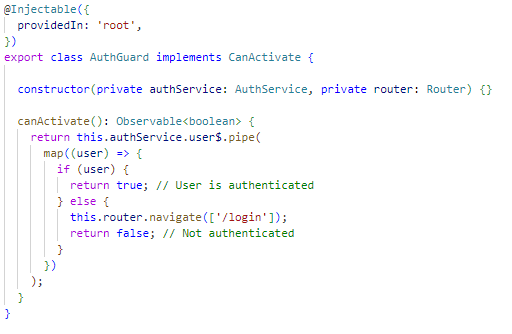 @Injectable({
  providedIn: 'root',
})
export class AuthGuard implements CanActivate {

  constructor(private authService: AuthService, private router: Router) {}

  canActivate(): Observable<boolean> {
    return this.authService.user$.pipe(
      map((user) => {
        if (user) {
          return true; // User is authenticated
        } else {
          this.router.navigate(['/login']);
          return false; // Not authenticated
        }
      })
    );
  }
}